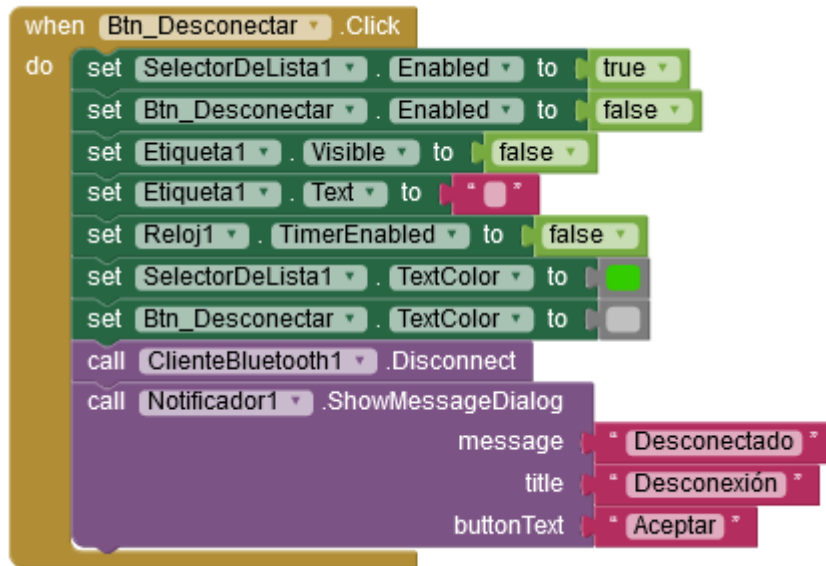 when Btn_Desconectar .Click
do set SelectorDeLista1 . Enabled to true
set Btn_Desconectar . Enabled to false
set Etiqueta1 . Visible to false
set Etiqueta1 . Text to “ ”
set Reloj1 . TimerEnabled to false
set SelectorDeLista1 . TextColor to
set Btn_Desconectar . TextColor to
call ClienteBluetooth1 .Disconnect
call Notificador1 .ShowMessageDialog
message “ Desconectado ”
title “ Desconexión ”
buttonText “ Aceptar ”